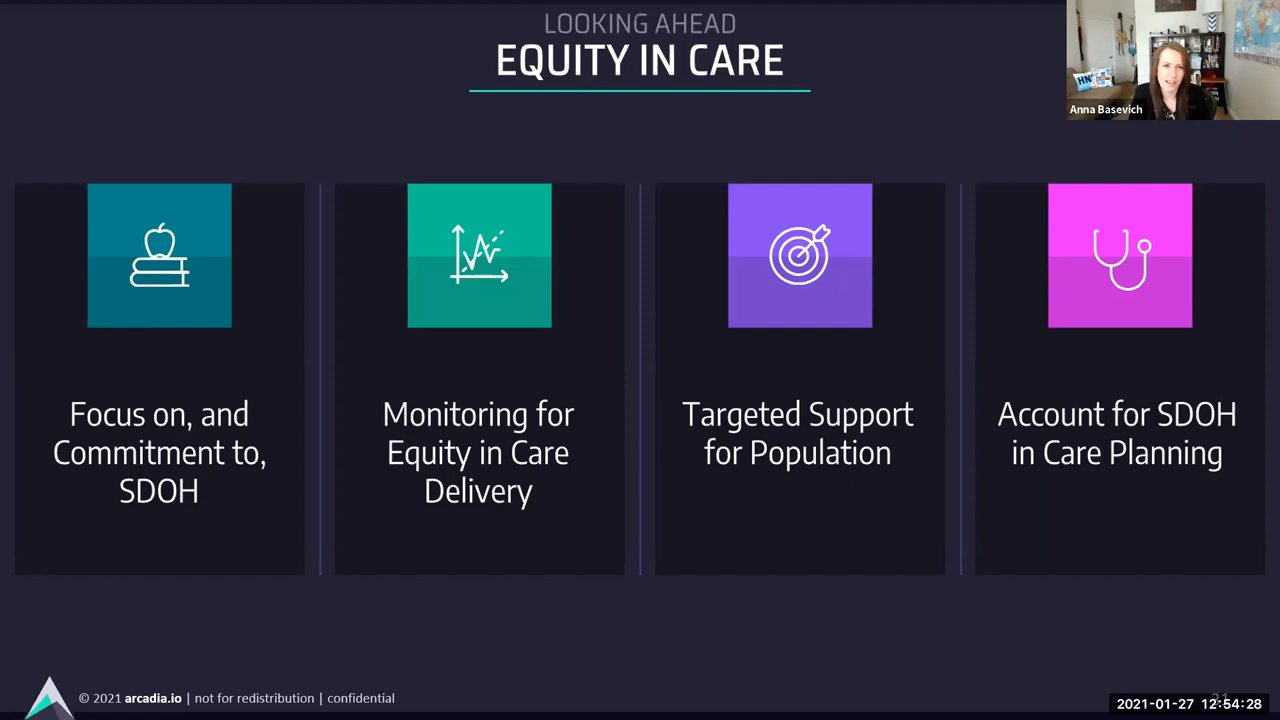 LOOKING AHEAD
EQUITY IN CARE
HN
Anna Basevich
Focus on, and
Commitment to,
SDOH
Monitoring for
Equity in Care
Delivery
Targeted Support
for Population
Account for SDOH
in Care Planning
© 2021 arcadia.io | not for redistribution | confidential
2021-01-27 12:54:28